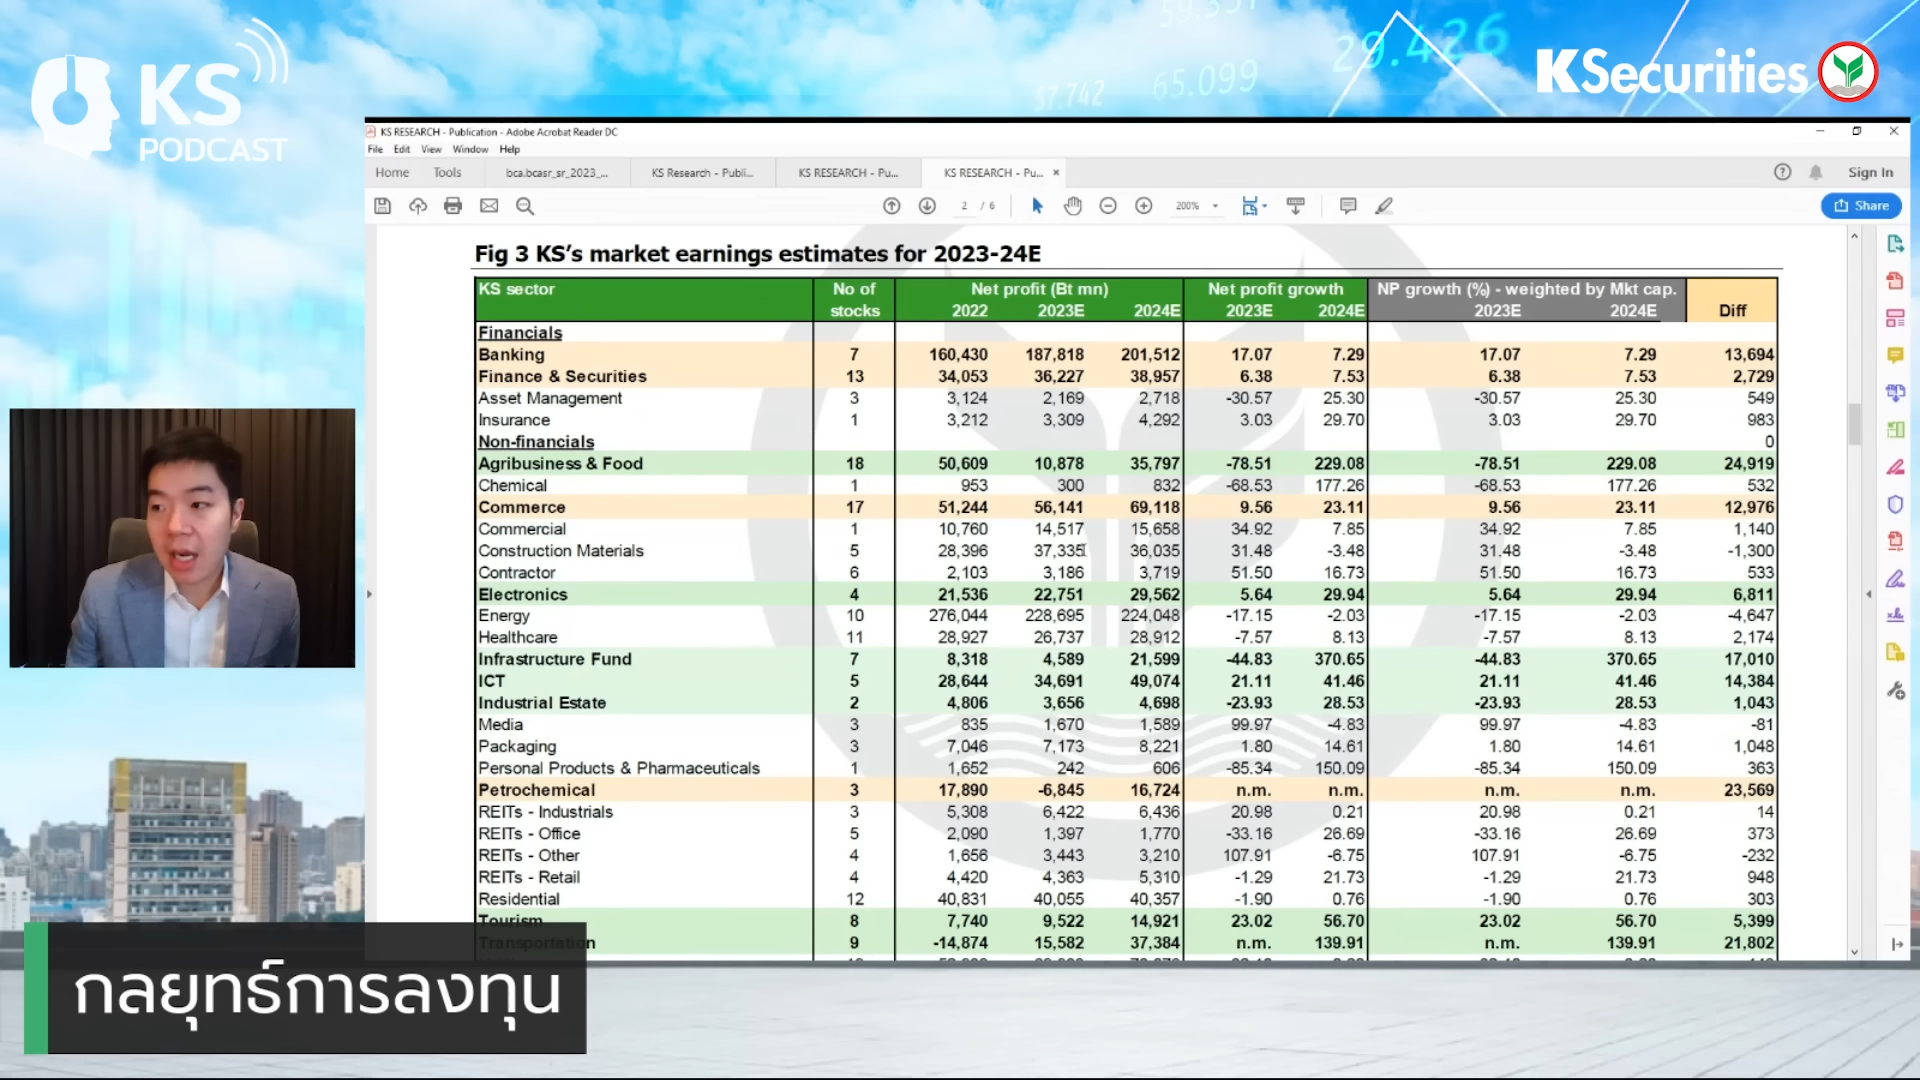 KS
PODCAST
59.357
29.426
37.742
65.099
KSecurities
KS RESEARCH - Publication - Adobe Acrobat Reader DC
File Edit View Window Help
Home Tools bca.bcasr_sr_2023_... KS Research - Publi... KS RESEARCH - Pu... KS RESEARCH - Pu... × Sign In
2 / 6 200% Share
Fig 3 KS's market earnings estimates for 2023-24E
KS sector No of Net profit (Bt mn) Net profit growth NP growth (%) - weighted by Mkt cap.
stocks 2022 2023E 2024E 2023E 2024E 2023E 2024E Diff
Financials
Banking 7 160,430 187,818 201,512 17.07 7.29 17.07 7.29 13,694
Finance & Securities 13 34,053 36,227 38,957 6.38 7.53 6.38 7.53 2,729
Asset Management 3 3,124 2,169 2,718 -30.57 25.30 -30.57 25.30 549
Insurance 1 3,212 3,309 4,292 3.03 29.70 3.03 29.70 983
Non-financials 0
Agribusiness & Food 18 50,609 10,878 35,797 -78.51 229.08 -78.51 229.08 24,919
Chemical 1 953 300 832 -68.53 177.26 -68.53 177.26 532
Commerce 17 51,244 56,141 69,118 9.56 23.11 9.56 23.11 12,976
Commercial 1 10,760 14,517 15,658 34.92 7.85 34.92 7.85 1,140
Construction Materials 5 28,396 37,335 36,035 31.48 -3.48 31.48 -3.48 -1,300
Contractor 6 2,103 3,186 3,719 51.50 16.73 51.50 16.73 533
Electronics 4 21,536 22,751 29,562 5.64 29.94 5.64 29.94 6,811
Energy 10 276,044 228,695 224,048 -17.15 -2.03 -17.15 -2.03 -4,647
Healthcare 11 28,927 26,737 28,912 -7.57 8.13 -7.57 8.13 2,174
Infrastructure Fund 7 8,318 4,589 21,599 -44.83 370.65 -44.83 370.65 17,010
ICT 5 28,644 34,691 49,074 21.11 41.46 21.11 41.46 14,384
Industrial Estate 2 4,806 3,656 4,698 -23.93 28.53 -23.93 28.53 1,043
Media 3 835 1,670 1,589 99.97 -4.83 99.97 -4.83 -81
Packaging 3 7,046 7,173 8,221 1.80 14.61 1.80 14.61 1,048
Personal Products & Pharmaceuticals 1 1,652 242 606 -85.34 150.09 -85.34 150.09 363
Petrochemical 3 17,890 -6,845 16,724 n.m. n.m. n.m. n.m. 23,569
REITs - Industrials 3 5,308 6,422 6,436 20.98 0.21 20.98 0.21 14
REITs - Office 5 2,090 1,397 1,770 -33.16 26.69 -33.16 26.69 373
REITs - Other 4 1,656 3,443 3,210 107.91 -6.75 107.91 -6.75 -232
REITs - Retail 4 4,420 4,363 5,310 -1.29 21.73 -1.29 21.73 948
Residential 12 40,831 40,055 40,357 -1.90 0.76 -1.90 0.76 303
Tourism 8 7,740 9,522 14,921 23.02 56.70 23.02 56.70 5,399
Transportation 9 -14,874 15,582 37,384 n.m. 139.91 n.m. 139.91 21,802
กลยุทธ์การลงทุน